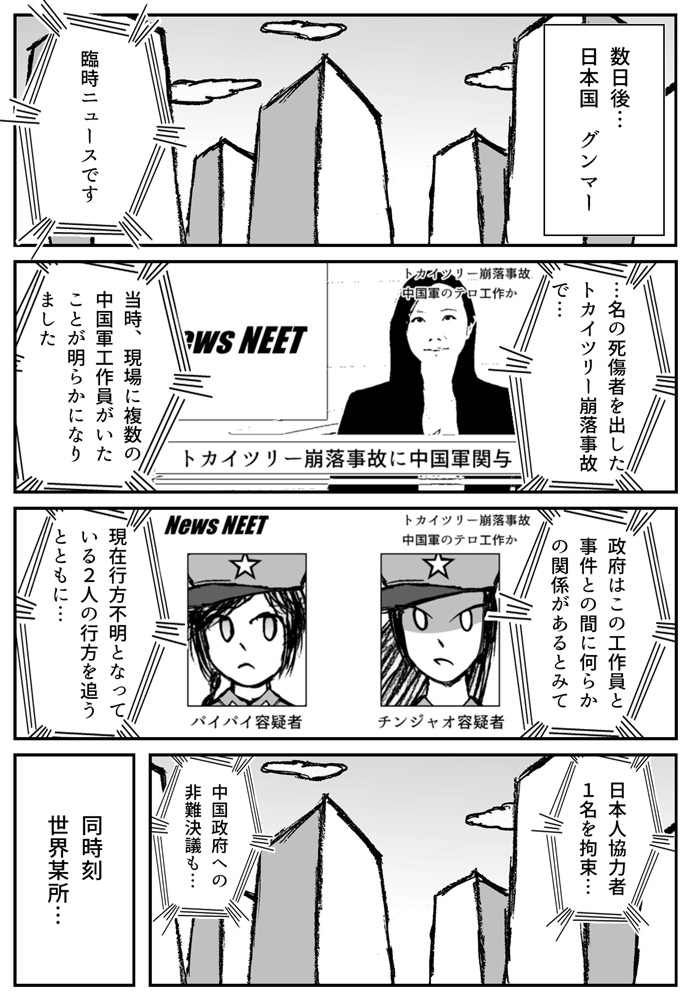 数日後…
日本国　グンマー
臨時ニュースです
…名の死傷者を出した
トカイツリー崩落事故
で…
トカイツリー崩落事故
中国軍のテロ工作か
ews NEET
トカイツリー崩落事故に中国軍関与
当時、現場に複数の
中国軍工作員がいた
ことが明らかになり
ました
政府はこの工作員と
事件との間に何らか
の関係があるとみて
トカイツリー崩落事故
中国軍のテロ工作か
News NEET
チンジャオ容疑者
パイパイ容疑者
現在行方不明となって
いる2人の行方を追う
とともに…
日本人協力者
1名を拘束…
中国政府への
非難決議も…
同時刻
世界某所…